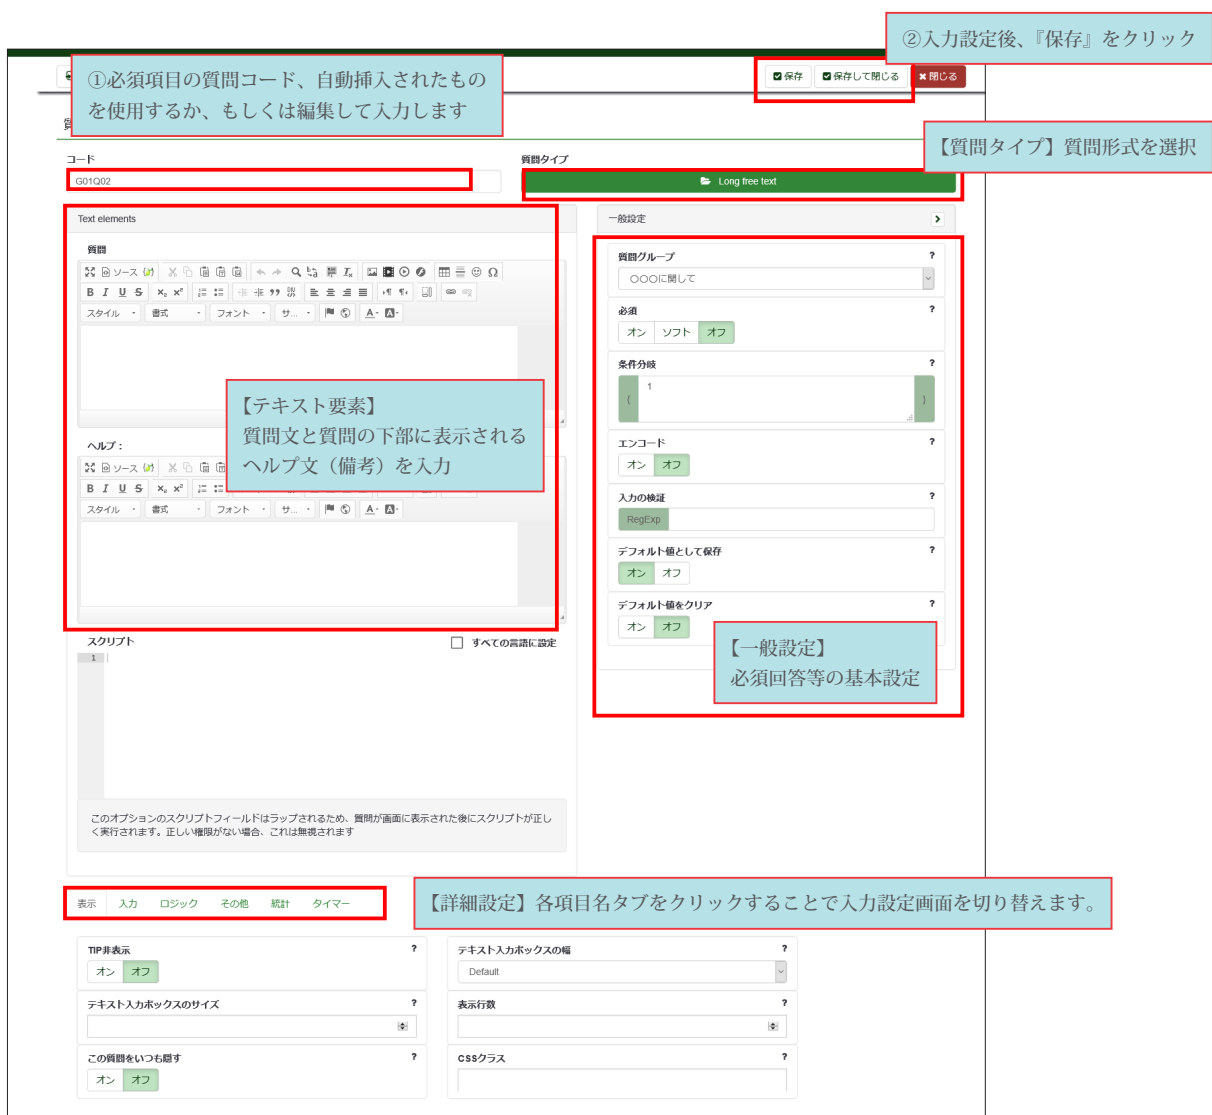 ②入力設定後、『保存』をクリック
①必須項目の質問コード、自動挿入されたもの
を使用するか、もしくは編集して入力します
保存
保存して閉じる
閉じる
【質問タイプ】質問形式を選択
コード
質問タイプ
G01Q02
Long free text
Text elements
一般設定
質問
ソース
B I U S
スタイル
書式
フォント
サ...
質問グループ ?
○○○に関して
必須 ?
オン ソフト オフ
条件分岐 ?
{ 1 }
【テキスト要素】
質問文と質問の下部に表示される
ヘルプ文（備考）を入力
ヘルプ：
ソース
B I U S
スタイル
書式
フォント
サ...
エンコード ?
オン オフ
入力の検証 ?
RegExp
デフォルト値として保存 ?
オン オフ
デフォルト値をクリア ?
オン オフ
【一般設定】
必須回答等の基本設定
スクリプト
すべての言語に設定
1
このオプションのスクリプトフィールドはラップされるため、質問が画面に表示された後にスクリプトが正し
く実行されます。正しい権限がない場合、これは無視されます
表示 入力 ロジック その他 統計 タイマー
【詳細設定】各項目名タブをクリックすることで入力設定画面を切り替えます。
TIP非表示 ?
オン オフ
テキスト入力ボックスの幅 ?
Default
テキスト入力ボックスのサイズ ?
表示行数 ?
この質問をいつも隠す ?
オン オフ
CSSクラス ?